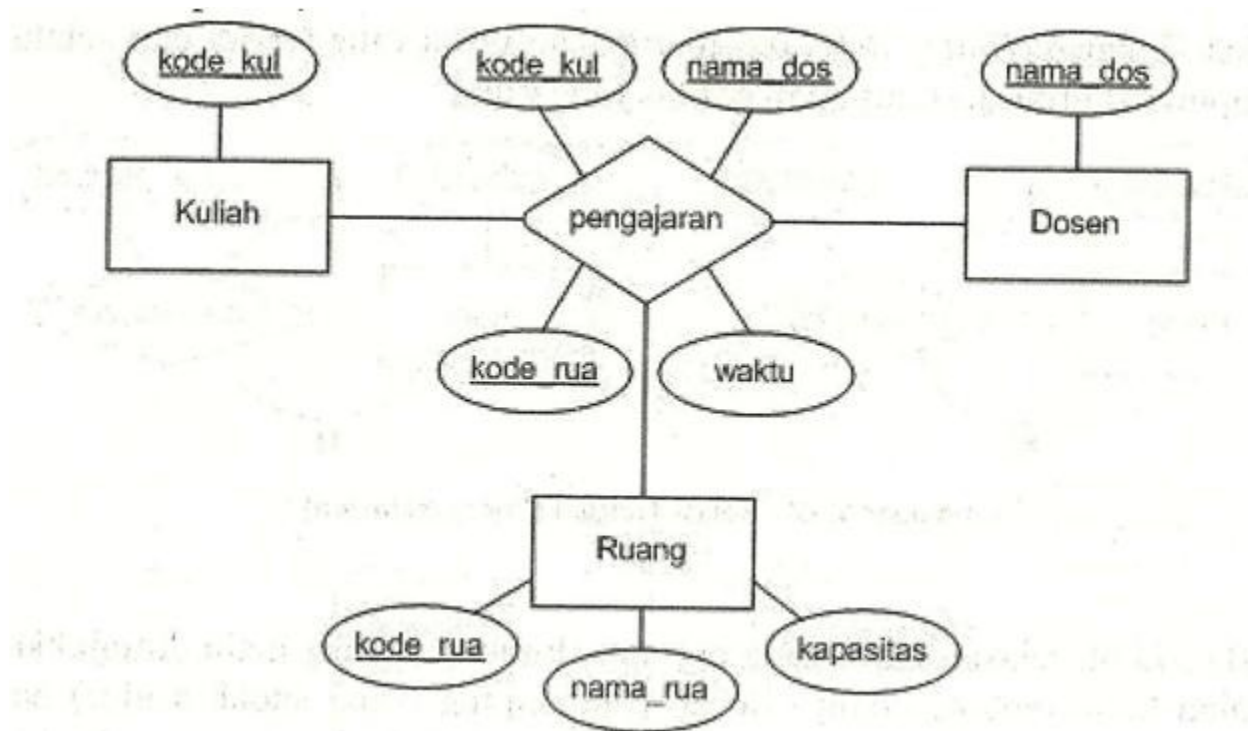 kode_kul
kode_kul
nama_dos
nama_dos
Kuliah
pengajaran
Dosen
kode_rua
waktu
Ruang
kode_rua
nama_rua
kapasitas